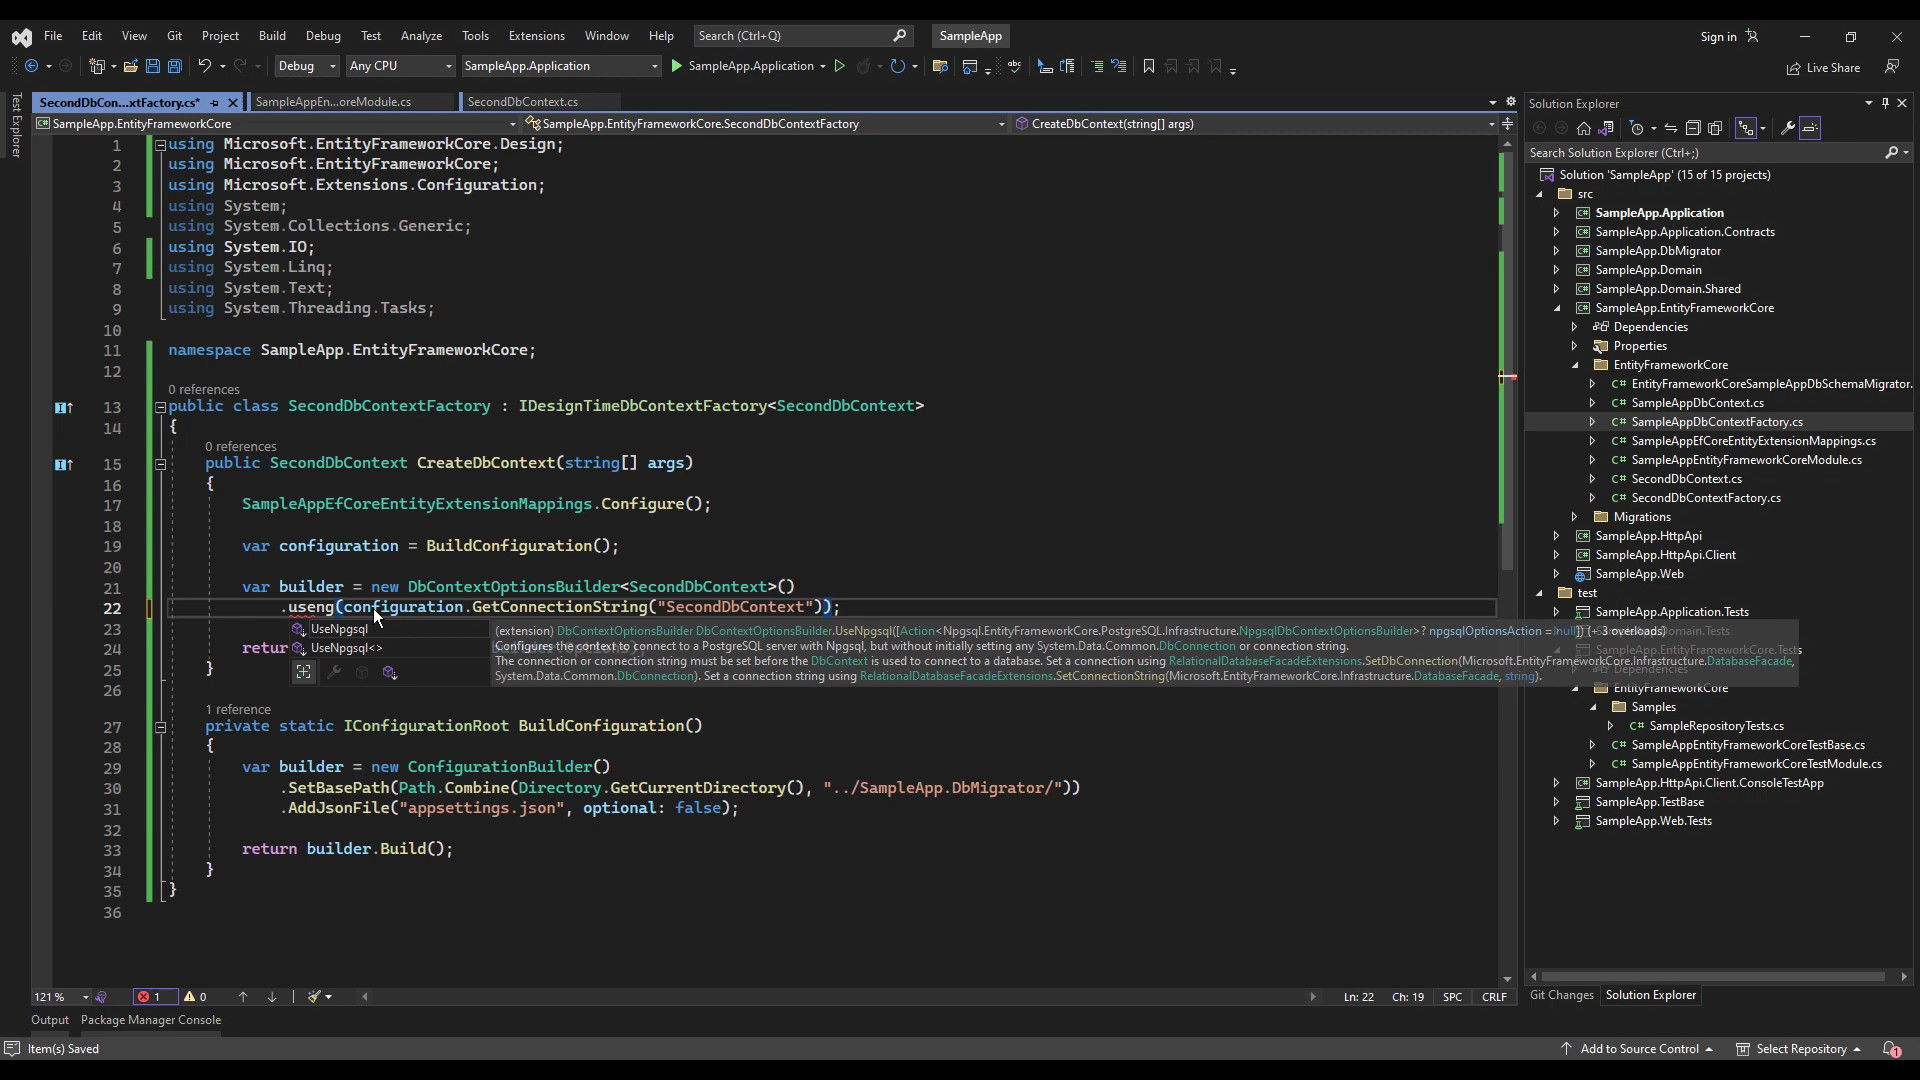 File Edit View Git Project Build Debug Test Analyze Tools Extensions Window Help Search (Ctrl+Q) SampleApp Sign in
Debug Any CPU SampleApp.Application SampleApp.Application Live Share
Test Explorer
SecondDbCon...xtFactory.cs* SampleAppEn...oreModule.cs SecondDbContext.cs
SampleApp.EntityFrameworkCore SampleApp.EntityFrameworkCore.SecondDbContextFactory CreateDbContext(string[] args)
1 using Microsoft.EntityFrameworkCore.Design;
2 using Microsoft.EntityFrameworkCore;
3 using Microsoft.Extensions.Configuration;
4 using System;
5 using System.Collections.Generic;
6 using System.IO;
7 using System.Linq;
8 using System.Text;
9 using System.Threading.Tasks;
10
11 namespace SampleApp.EntityFrameworkCore;
12
0 references
13 public class SecondDbContextFactory : IDesignTimeDbContextFactory<SecondDbContext>
14 {
0 references
15 public SecondDbContext CreateDbContext(string[] args)
16 {
17 SampleAppEfCoreEntityExtensionMappings.Configure();
18
19 var configuration = BuildConfiguration();
20
21 var builder = new DbContextOptionsBuilder<SecondDbContext>()
22 .useng(configuration.GetConnectionString("SecondDbContext"));
23
24 retur
25 }
26
UseNpgsql
UseNpgsql<>
(extension) DbContextOptionsBuilder DbContextOptionsBuilder.UseNpgsql([Action<Npgsql.EntityFrameworkCore.PostgreSQL.Infrastructure.NpgsqlDbContextOptionsBuilder>? npgsqlOptionsAction = null]) (+ 3 overloads)
Configures the context to connect to a PostgreSQL server with Npgsql, but without initially setting any System.Data.Common.DbConnection or connection string.
The connection or connection string must be set before the DbContext is used to connect to a database. Set a connection using RelationalDatabaseFacadeExtensions.SetDbConnection(Microsoft.EntityFrameworkCore.Infrastructure.DatabaseFacade,
System.Data.Common.DbConnection). Set a connection string using RelationalDatabaseFacadeExtensions.SetConnectionString(Microsoft.EntityFrameworkCore.Infrastructure.DatabaseFacade, string).
1 reference
27 private static IConfigurationRoot BuildConfiguration()
28 {
29 var builder = new ConfigurationBuilder()
30 .SetBasePath(Path.Combine(Directory.GetCurrentDirectory(), "../SampleApp.DbMigrator/"))
31 .AddJsonFile("appsettings.json", optional: false);
32
33 return builder.Build();
34 }
35 }
36
121 % 1 0 Ln: 22 Ch: 19 SPC CRLF
Output Package Manager Console
Item(s) Saved Add to Source Control Select Repository 1
Solution Explorer
Search Solution Explorer (Ctrl+;)
Solution 'SampleApp' (15 of 15 projects)
src
SampleApp.Application
SampleApp.Application.Contracts
SampleApp.DbMigrator
SampleApp.Domain
SampleApp.Domain.Shared
SampleApp.EntityFrameworkCore
Dependencies
Properties
EntityFrameworkCore
EntityFrameworkCoreSampleAppDbSchemaMigrator.
SampleAppDbContext.cs
SampleAppDbContextFactory.cs
SampleAppEfCoreEntityExtensionMappings.cs
SampleAppEntityFrameworkCoreModule.cs
SecondDbContext.cs
SecondDbContextFactory.cs
Migrations
SampleApp.HttpApi
SampleApp.HttpApi.Client
SampleApp.Web
test
SampleApp.Application.Tests
Domain.Tests
SampleApp.EntityFrameworkCore.Tests
Dependencies
EntityFrameworkCore
Samples
SampleRepositoryTests.cs
SampleAppEntityFrameworkCoreTestBase.cs
SampleAppEntityFrameworkCoreTestModule.cs
SampleApp.HttpApi.Client.ConsoleTestApp
SampleApp.TestBase
SampleApp.Web.Tests
Git Changes Solution Explorer